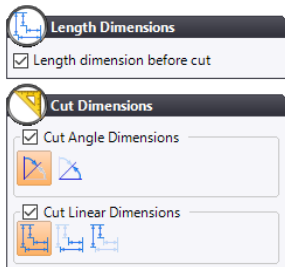 Length Dimensions
Length dimension before cut
Cut Dimensions
Cut Angle Dimensions
Cut Linear Dimensions